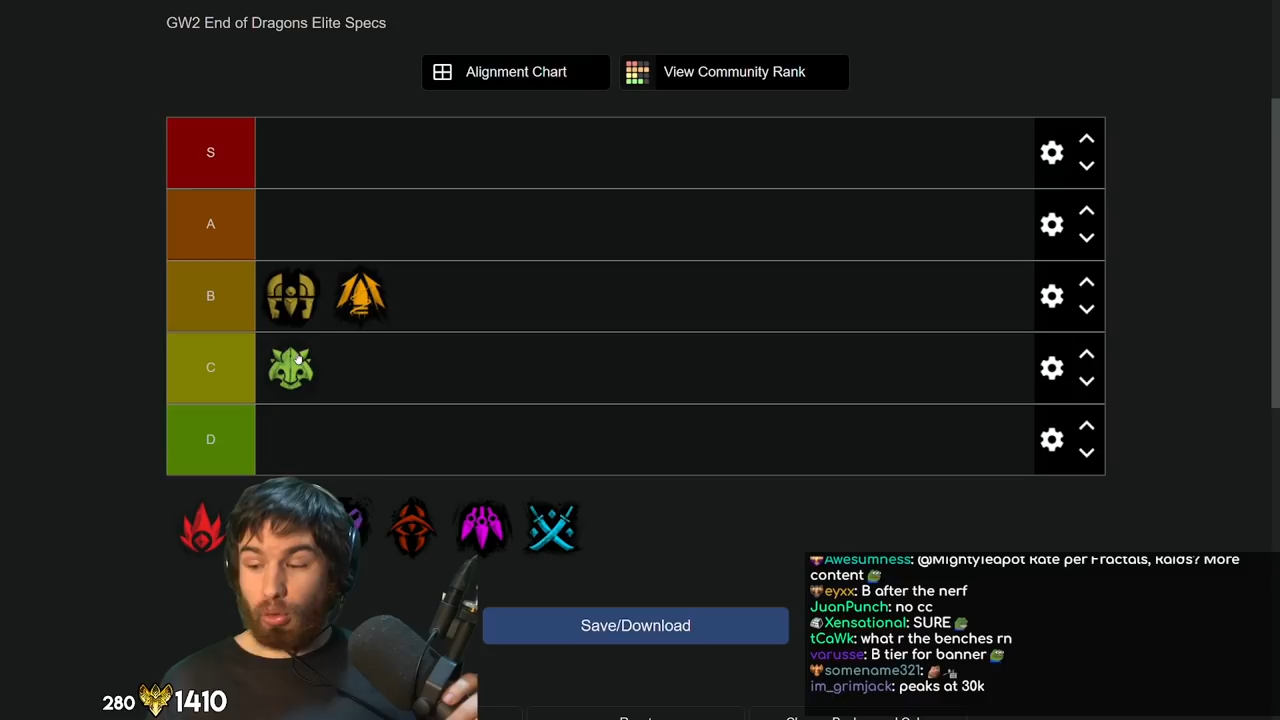 GW2 End of Dragons Elite Specs
Alignment Chart
View Community Rank
S
A
B
C
D
Save/Download
Awesumness: @MightyTeapot Rate per Fractals, Raids? More
content
eyxx: B after the nerf
JuanPunch: no cc
Xensational: SURE
tCaWk: what r the benches rn
varusse: B tier for banner
somename321:
im_grimjack: peaks at 30k
280 1410